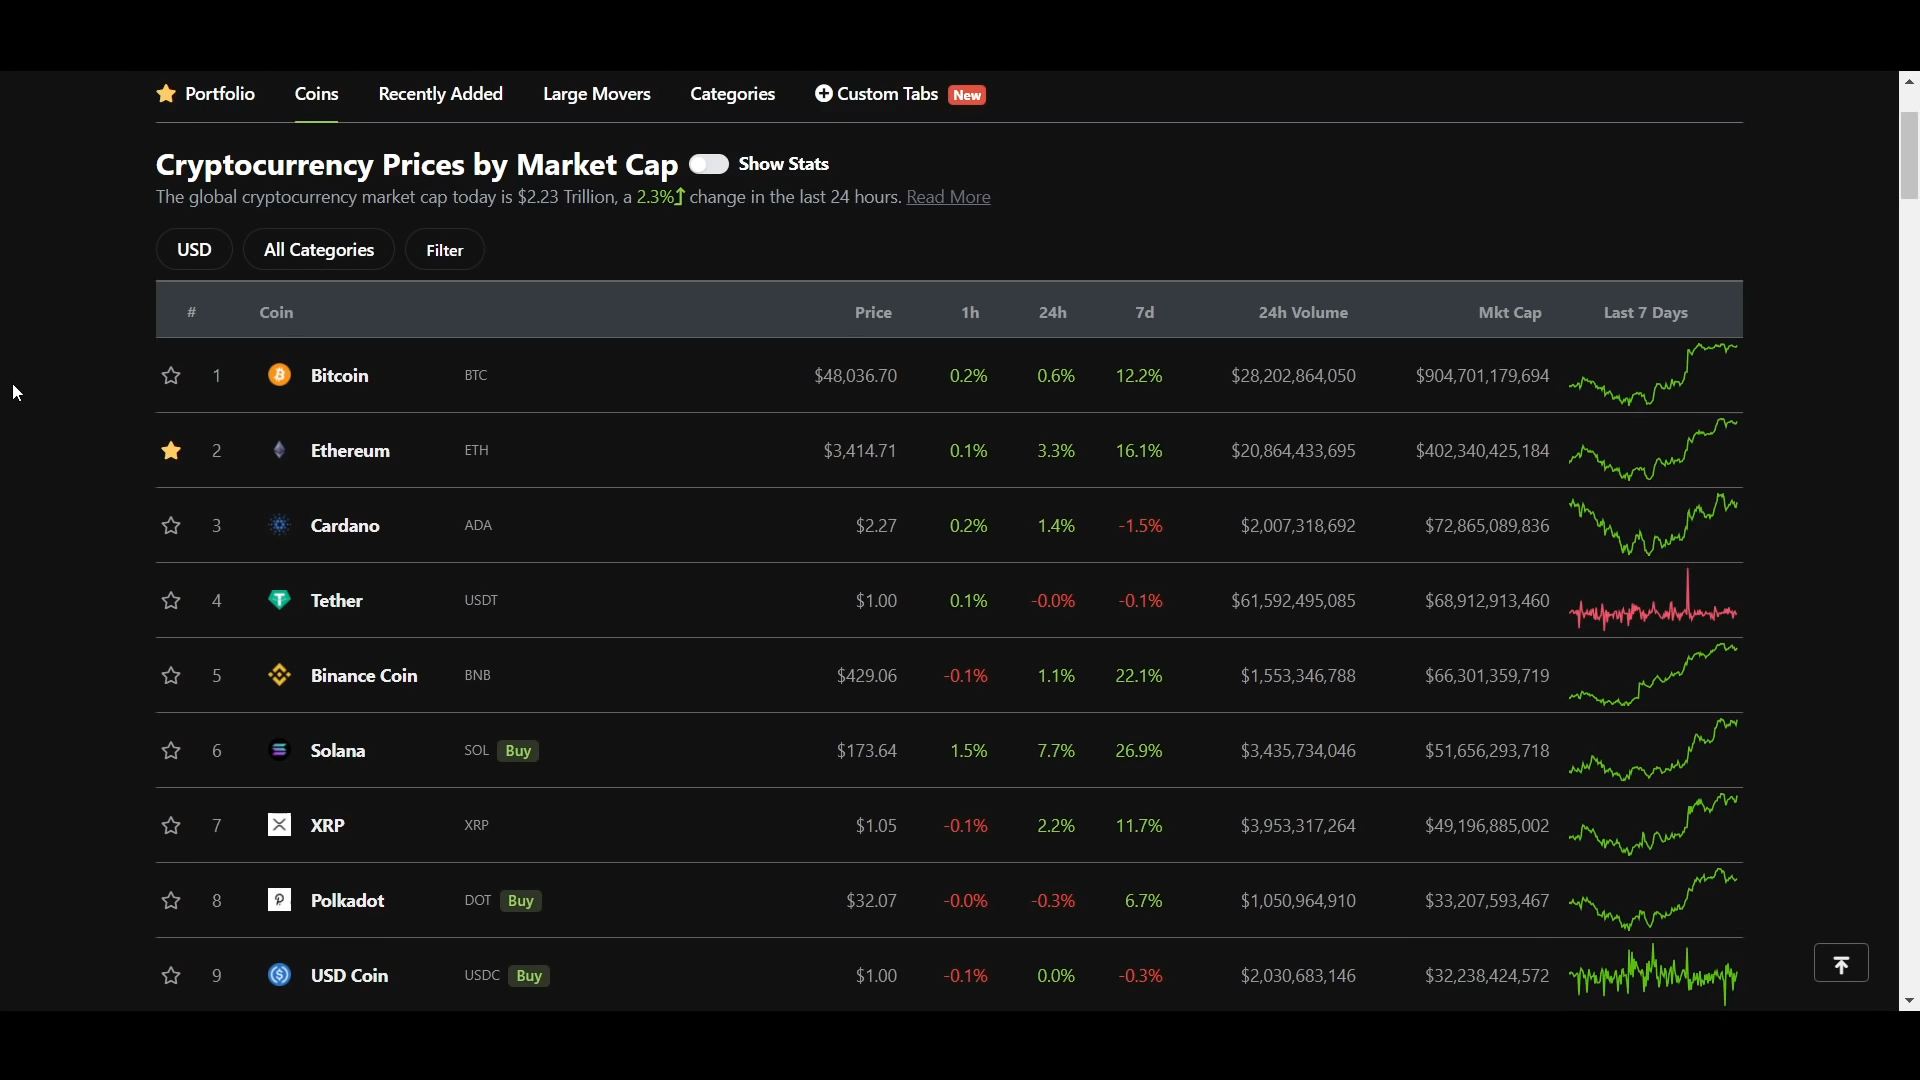 Portfolio Coins Recently Added Large Movers Categories Custom Tabs New
Cryptocurrency Prices by Market Cap Show Stats
The global cryptocurrency market cap today is $2.23 Trillion, a 2.3% change in the last 24 hours. Read More
USD All Categories Filter
# Coin Price 1h 24h 7d 24h Volume Mkt Cap Last 7 Days
1 Bitcoin BTC $48,036.70 0.2% 0.6% 12.2% $28,202,864,050 $904,701,179,694
2 Ethereum ETH $3,414.71 0.1% 3.3% 16.1% $20,864,433,695 $402,340,425,184
3 Cardano ADA $2.27 0.2% 1.4% -1.5% $2,007,318,692 $72,865,089,836
4 Tether USDT $1.00 0.1% -0.0% -0.1% $61,592,495,085 $68,912,913,460
5 Binance Coin BNB $429.06 -0.1% 1.1% 22.1% $1,553,346,788 $66,301,359,719
6 Solana SOL Buy $173.64 1.5% 7.7% 26.9% $3,435,734,046 $51,656,293,718
7 XRP XRP $1.05 -0.1% 2.2% 11.7% $3,953,317,264 $49,196,885,002
8 Polkadot DOT Buy $32.07 -0.0% -0.3% 6.7% $1,050,964,910 $33,207,593,467
9 USD Coin USDC Buy $1.00 -0.1% 0.0% -0.3% $2,030,683,146 $32,238,424,572